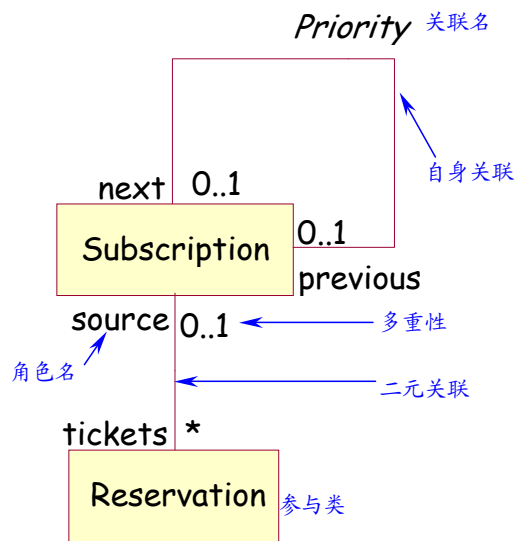 Priority 关联名
自身关联
next 0..1
0..1
Subscription
previous
source 0..1 多重性
角色名
二元关联
tickets *
Reservation 参与类